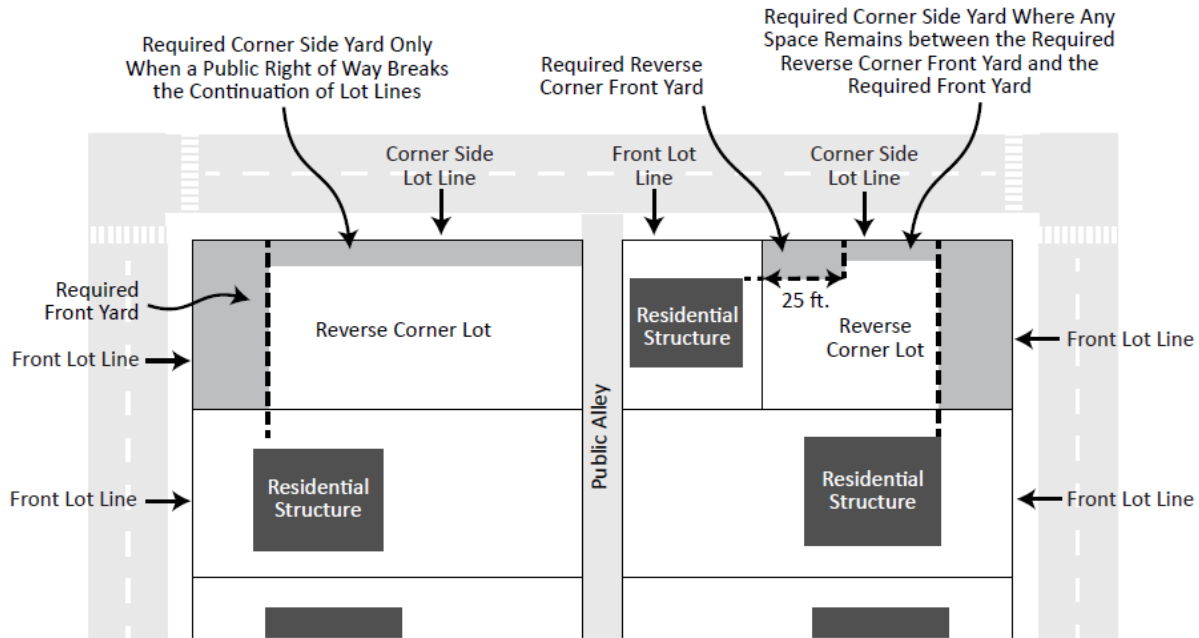 Required Corner Side Yard Only
When a Public Right of Way Breaks
the Continuation of Lot Lines
Required Reverse
Corner Front Yard
Required Corner Side Yard Where Any
Space Remains between the Required
Reverse Corner Front Yard and the
Required Front Yard
Corner Side
Lot Line
Front Lot
Line
Corner Side
Lot Line
Required
Front Yard
Reverse Corner Lot
Residential
Structure
25 ft.
Reverse
Corner Lot
Front Lot Line
Front Lot Line
Public Alley
Front Lot Line
Residential
Structure
Residential
Structure
Front Lot Line